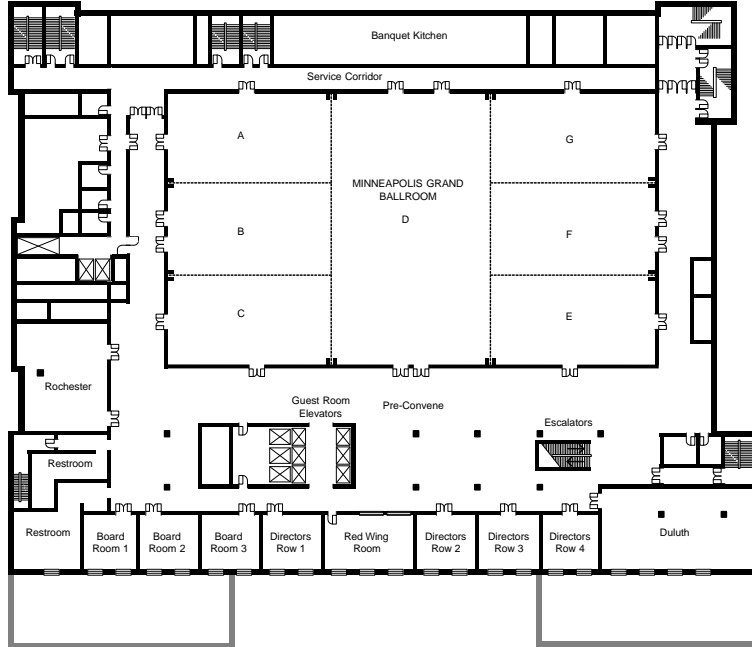 Banquet Kitchen
Service Corridor
A
G
MINNEAPOLIS GRAND
BALLROOM
D
B
F
C
E
Rochester
Guest Room
Elevators
Pre-Convene
Escalators
Restroom
Restroom
Board
Room 1
Board
Room 2
Board
Room 3
Directors
Row 1
Red Wing
Room
Directors
Row 2
Directors
Row 3
Directors
Row 4
Duluth